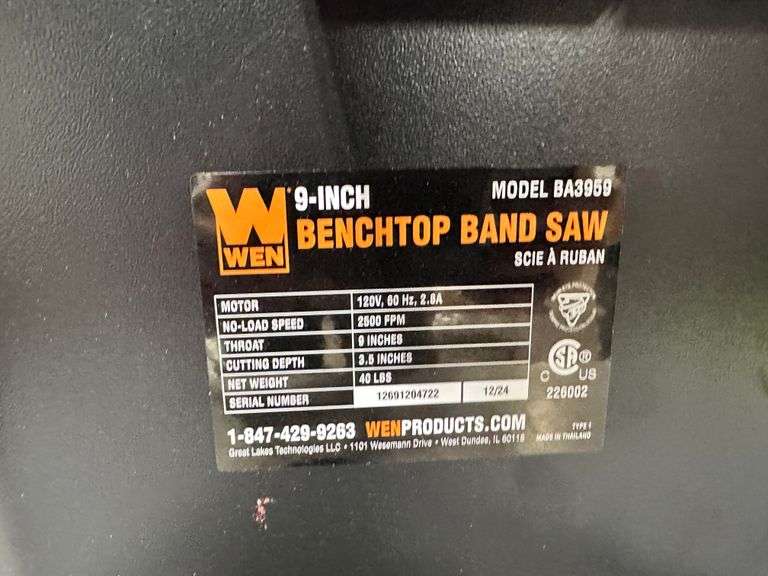 WEN
9-INCH
MODEL BA3959
BENCHTOP BAND SAW
SCIE À RUBAN
MOTOR 120V, 60 Hz, 2.8A
NO-LOAD SPEED 2500 FPM
THROAT 9 INCHES
CUTTING DEPTH 3.5 INCHES
NET WEIGHT 40 LBS
SERIAL NUMBER 12691204722 12/24
C US
226002
1-847-429-9263 WENPRODUCTS.COM
Great Lakes Technologies LLC • 1101 Wesemann Drive • West Dundee, IL 60118
TYPE 1
MADE IN THAILAND